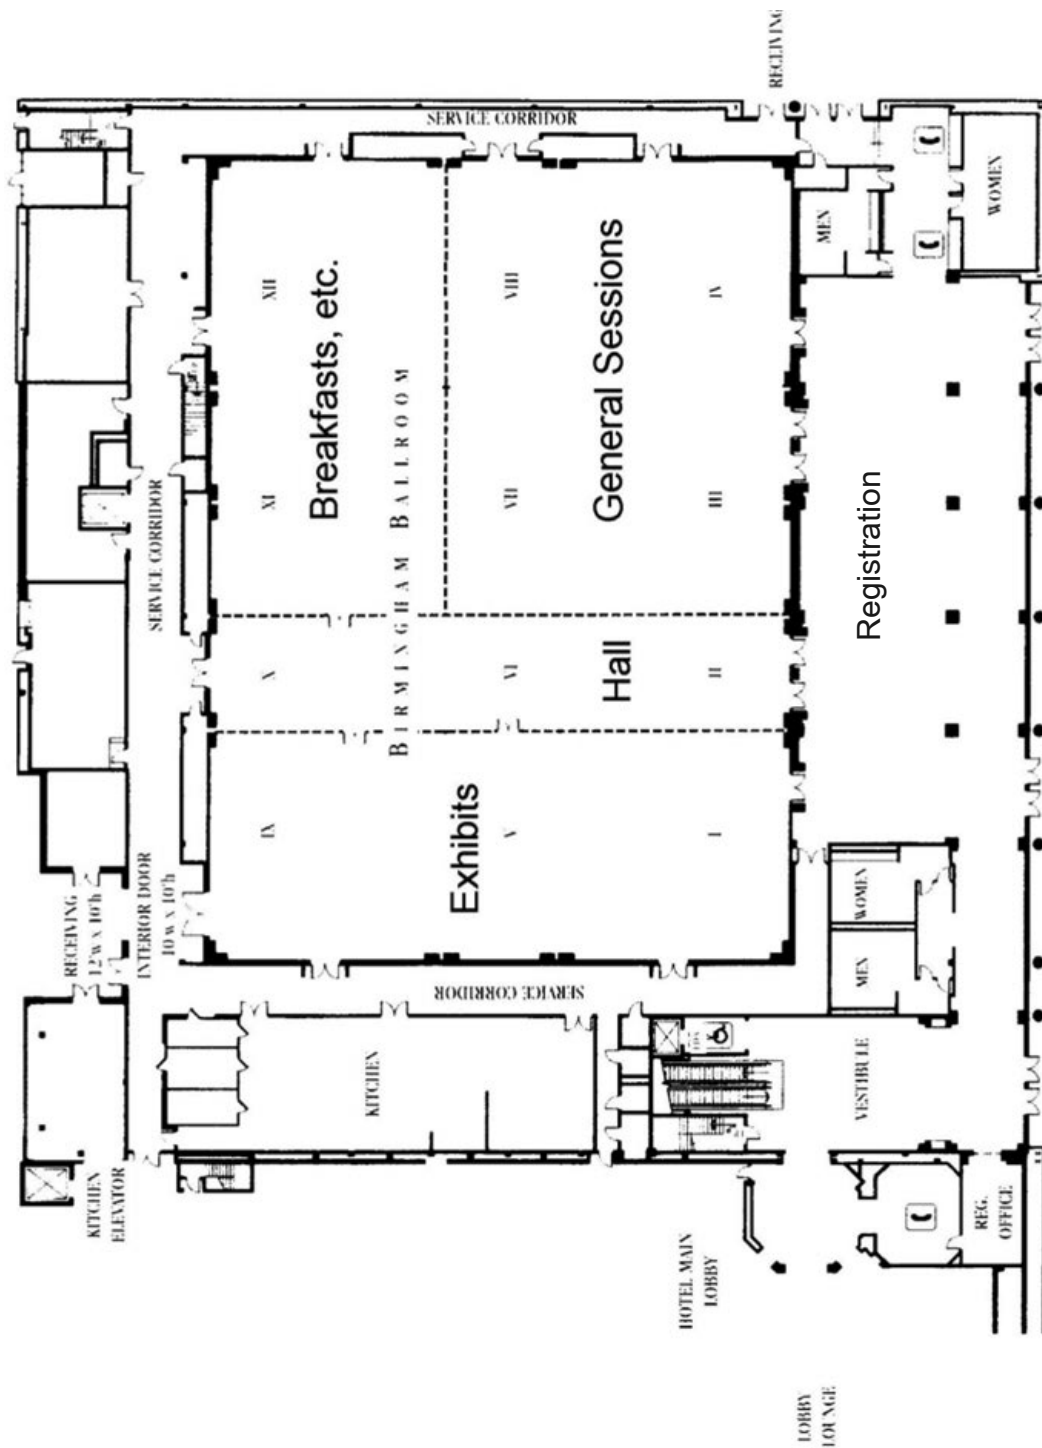 KITCHEN
ELEVATOR
RECEIVING
12'w x 10'h
INTERIOR DOOR
10'w x 10'h
SERVICE CORRIDOR
IX
X
XI
XII
Breakfasts, etc.
KITCHEN
BIRMINGHAM BALLROOM
SERVICE CORRIDOR
Exhibits
V
VI
VII
VIII
SERVICE CORRIDOR
Hall
General Sessions
HOTEL MAIN
LOBBY
I
II
III
IV
RECEIVING
LOBBY
LOUNGE
MEN
VESTIBULE
MEN
WOMEN
Registration
REG.
OFFICE
WOMEN